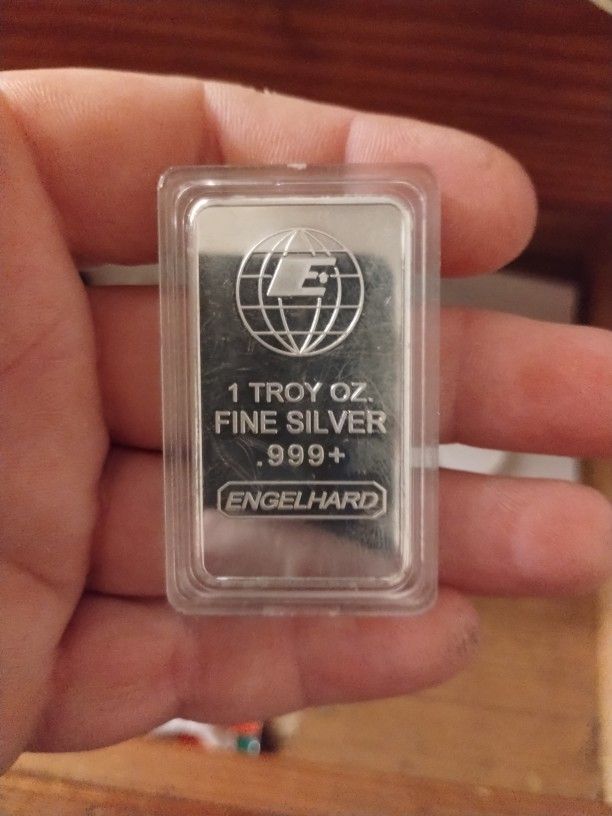 E
1 TROY OZ.
FINE SILVER
.999+
ENGELHARD